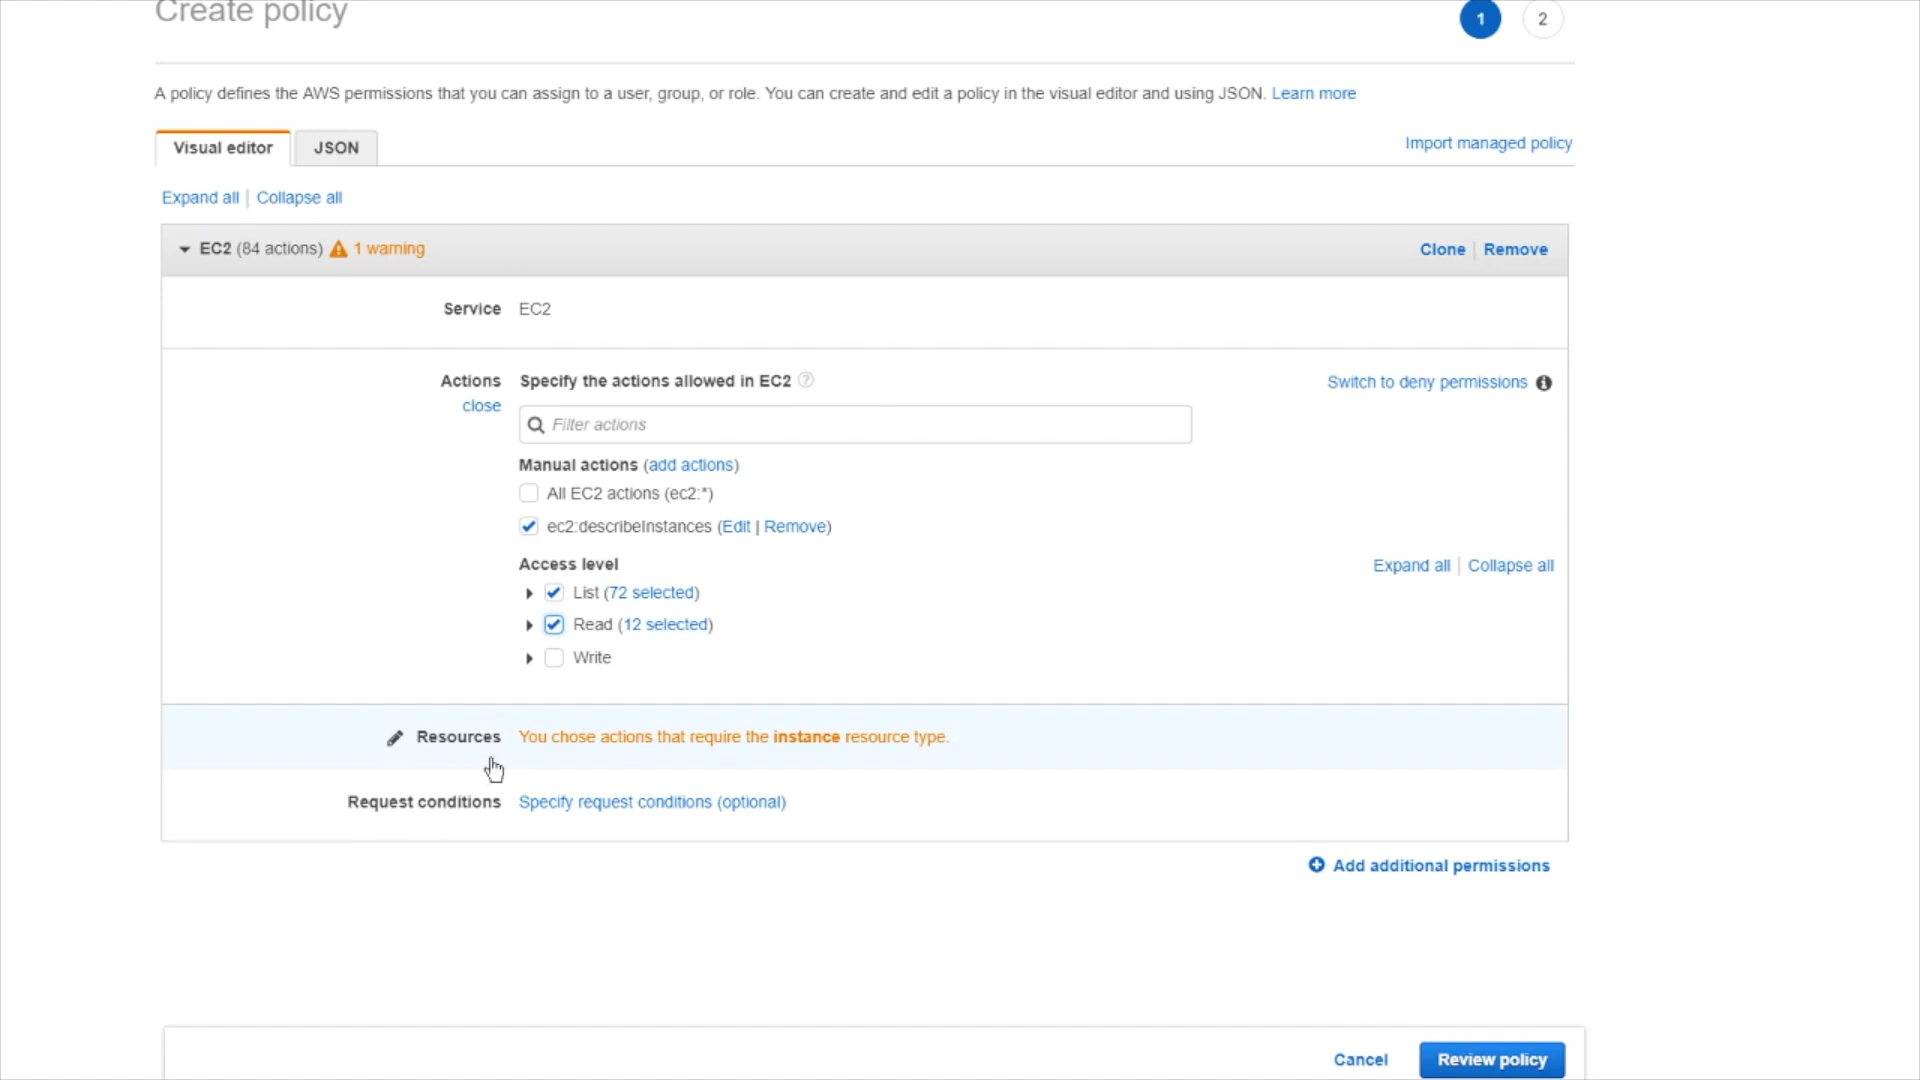 Create policy
1
2
A policy defines the AWS permissions that you can assign to a user, group, or role. You can create and edit a policy in the visual editor and using JSON. Learn more
Visual editor
JSON
Import managed policy
Expand all | Collapse all
EC2 (84 actions) 1 warning
Clone | Remove
Service EC2
Actions Specify the actions allowed in EC2 ?
Switch to deny permissions i
close
Filter actions
Manual actions (add actions)
All EC2 actions (ec2:*)
ec2:describeInstances (Edit | Remove)
Access level
Expand all | Collapse all
List (72 selected)
Read (12 selected)
Write
Resources You chose actions that require the instance resource type.
Request conditions Specify request conditions (optional)
Add additional permissions
Cancel
Review policy